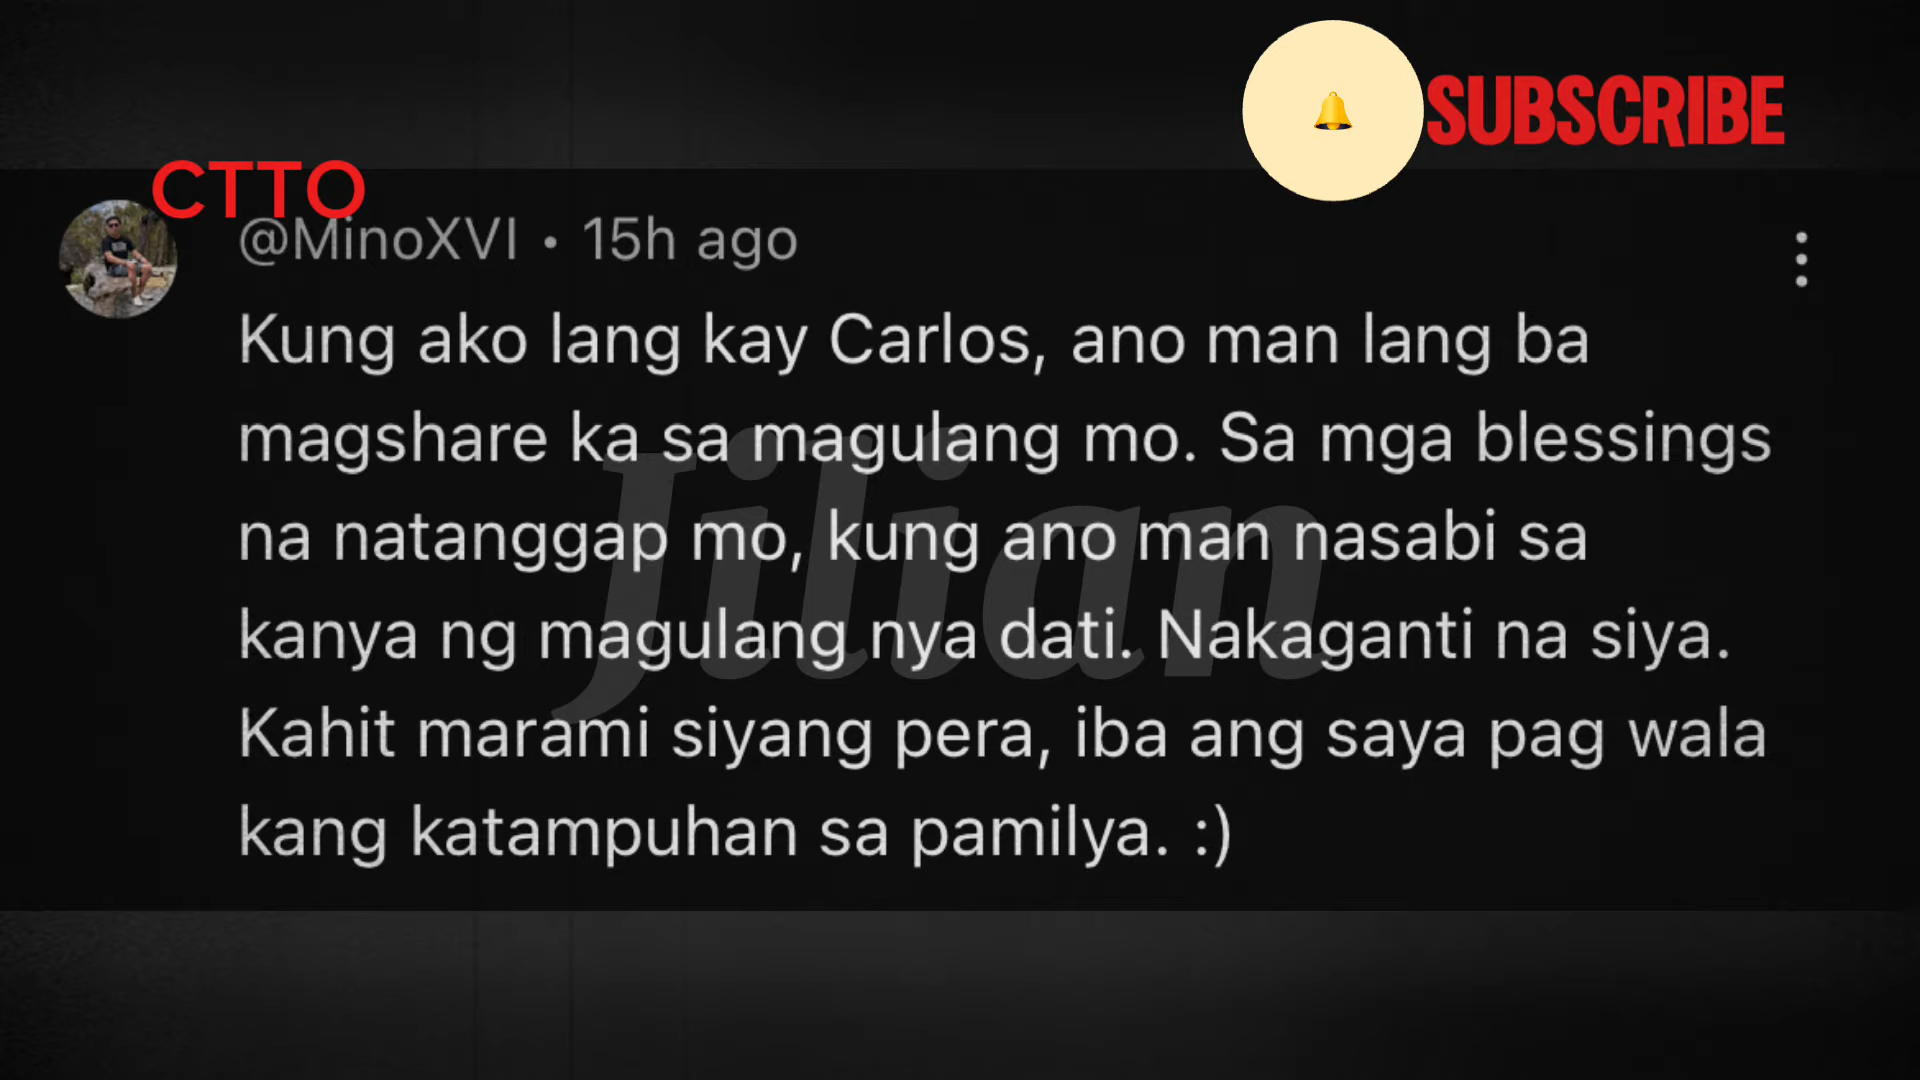 SUBSCRIBE
CTTO
@MinoXVI • 15h ago
Kung ako lang kay Carlos, ano man lang ba
magshare ka sa magulang mo. Sa mga blessings
na natanggap mo, kung ano man nasabi sa
kanya ng magulang nya dati. Nakaganti na siya.
Kahit marami siyang pera, iba ang saya pag wala
kang katampuhan sa pamilya. :)
Jilian